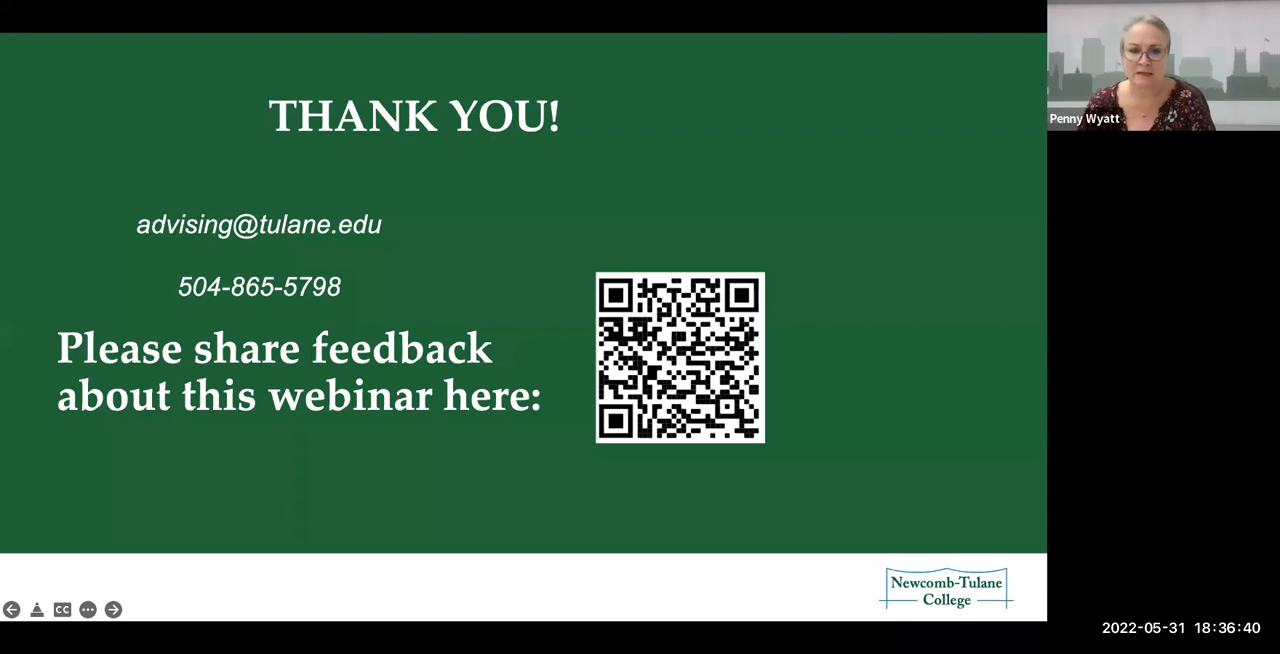 THANK YOU!
advising@tulane.edu
504-865-5798
Please share feedback
about this webinar here:
Newcomb-Tulane
College
CC
Penny Wyatt
2022-05-31 18:36:40